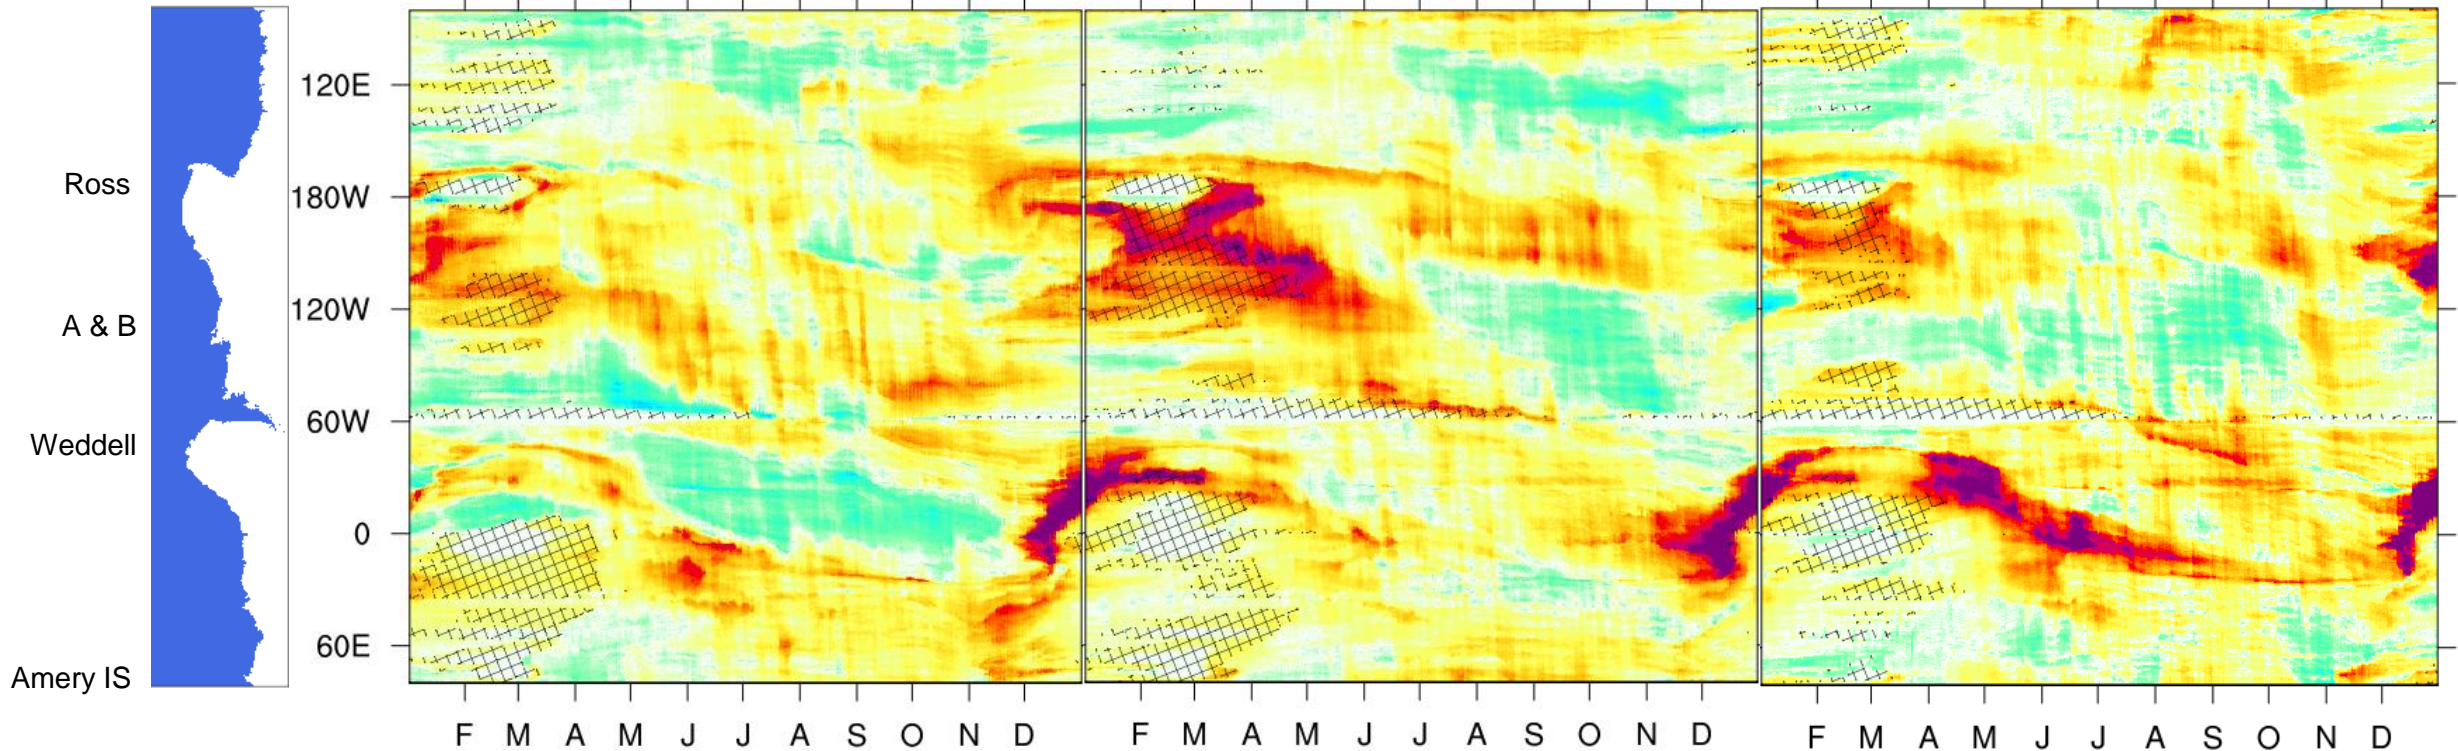 120E
Ross
180W
A & B
120W
Weddell
60W
0
Amery IS
60E
F M A M J J A S O N D
F M A M J J A S O N D
F M A M J J A S O N D